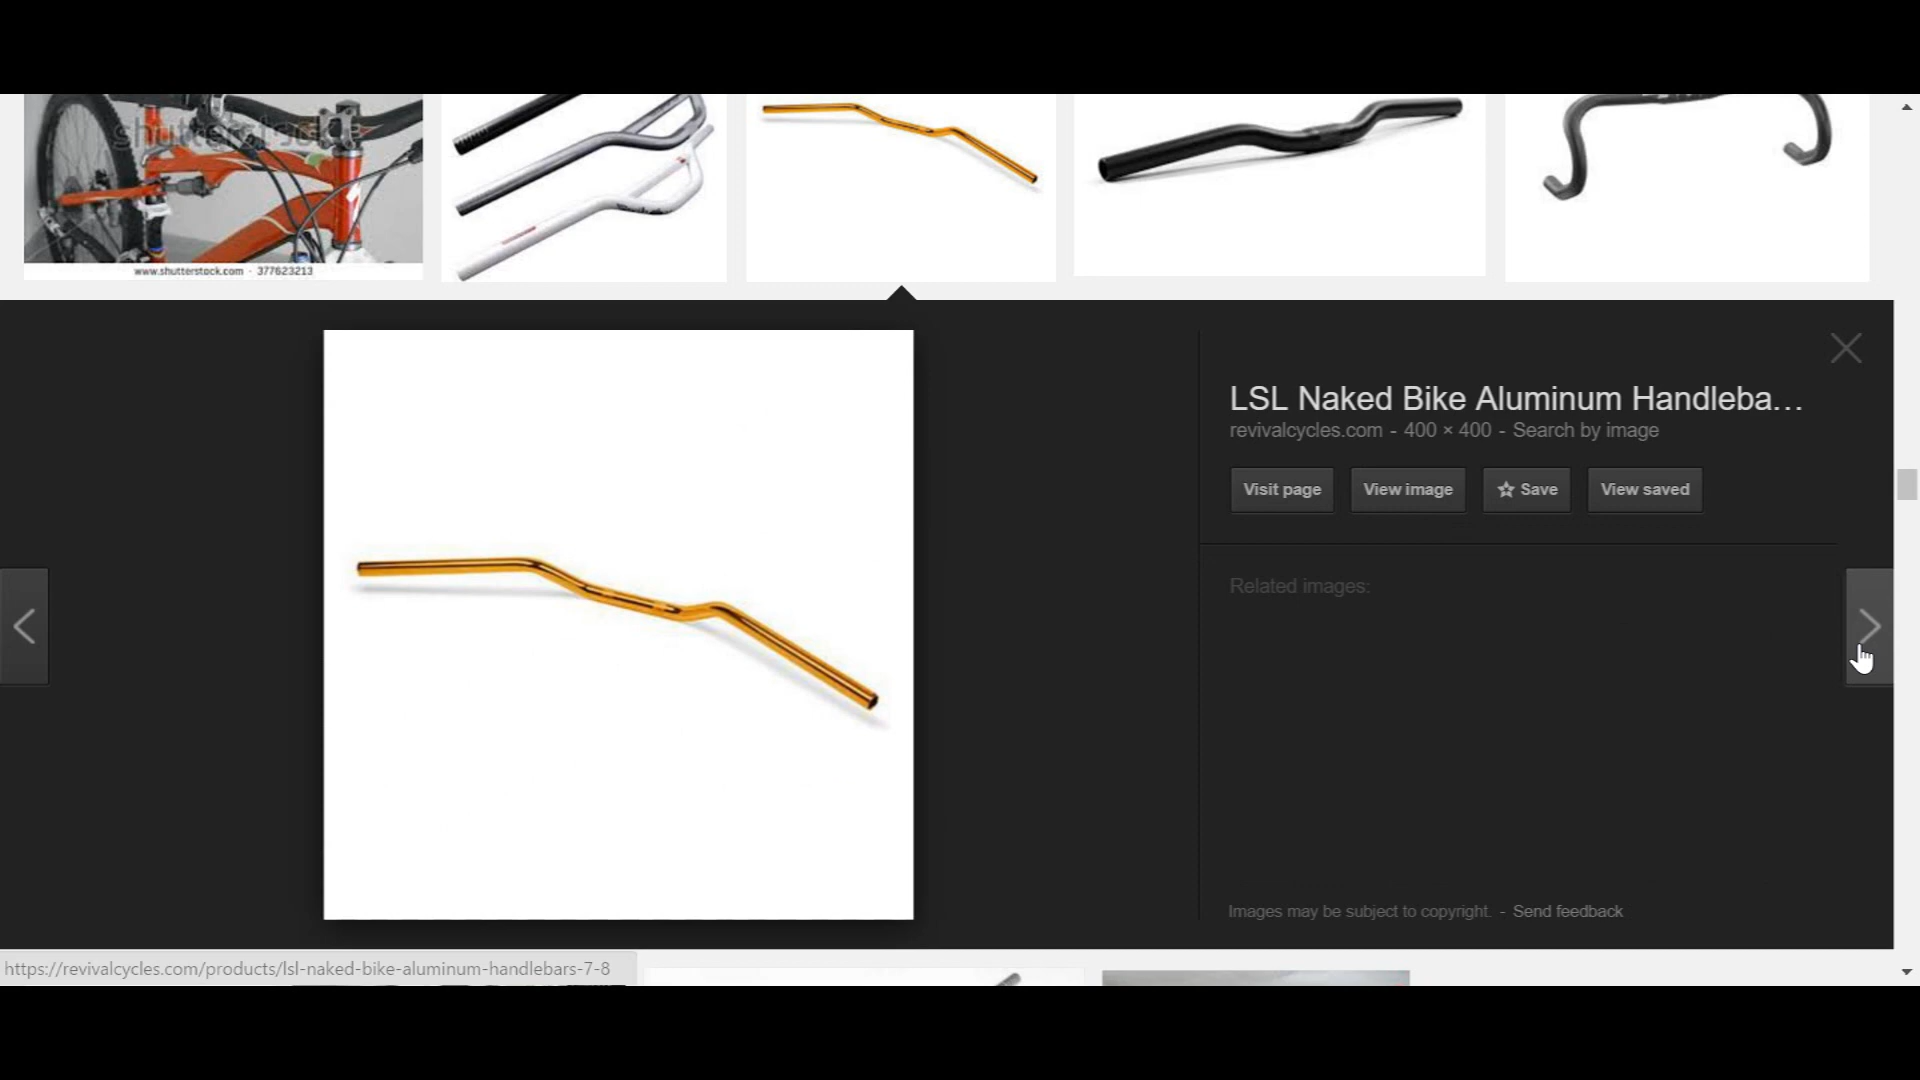 shutterstock
www.shutterstock.com · 377623213
LSL Naked Bike Aluminum Handleba...
revivalcycles.com - 400 × 400 - Search by image
Visit page
View image
Save
View saved
Related images:
Images may be subject to copyright. - Send feedback
https://revivalcycles.com/products/lsl-naked-bike-aluminum-handlebars-7-8